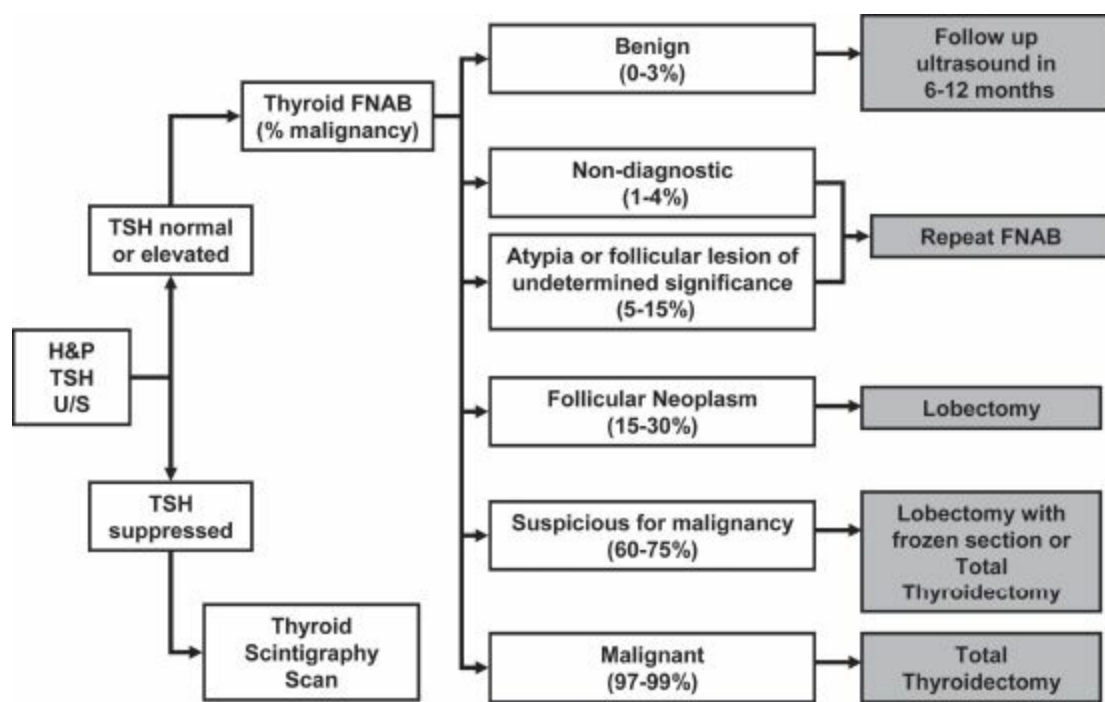 H&P
TSH
U/S
TSH normal
or elevated
TSH
suppressed
Thyroid FNAB
(% malignancy)
Thyroid
Scintigraphy
Scan
Benign
(0-3%)
Follow up
ultrasound in
6-12 months
Non-diagnostic
(1-4%)
Atypia or follicular lesion of
undetermined significance
(5-15%)
Repeat FNAB
Follicular Neoplasm
(15-30%)
Lobectomy
Suspicious for malignancy
(60-75%)
Lobectomy with
frozen section or
Total
Thyroidectomy
Malignant
(97-99%)
Total
Thyroidectomy